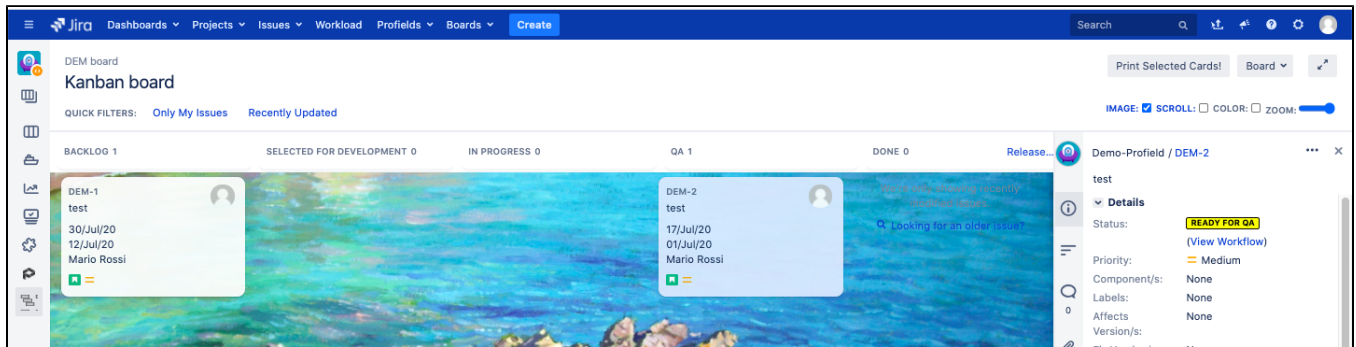 Jira Dashboards Projects Issues Workload Profields Boards Create Search
DEM board
Kanban board
Print Selected Cards! Board
QUICK FILTERS: Only My Issues Recently Updated
IMAGE: SCROLL: COLOR: ZOOM:
BACKLOG 1 SELECTED FOR DEVELOPMENT 0 IN PROGRESS 0 QA 1 DONE 0 Release...
DEM-1
test
30/Jul/20
12/Jul/20
Mario Rossi
DEM-2
test
17/Jul/20
01/Jul/20
Mario Rossi
recently
Looking for an older issue?
Demo-Profield / DEM-2
test
Details
Status: READY FOR QA
(View Workflow)
Priority: Medium
Component/s: None
Labels: None
Affects None
Version/s:
0